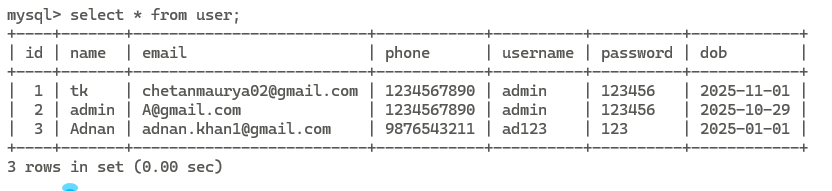 mysql> select * from user;
+----+-------+--------------------------+------------+----------+----------+------------+
| id | name  | email                    | phone      | username | password | dob        |
+----+-------+--------------------------+------------+----------+----------+------------+
|  1 | tk    | chetanmaurya02@gmail.com | 1234567890 | admin    | 123456   | 2025-11-01 |
|  2 | admin | A@gmail.com              | 1234567890 | admin    | 123456   | 2025-10-29 |
|  3 | Adnan | adnan.khan1@gmail.com    | 9876543211 | ad123    | 123      | 2025-01-01 |
+----+-------+--------------------------+------------+----------+----------+------------+
3 rows in set (0.00 sec)